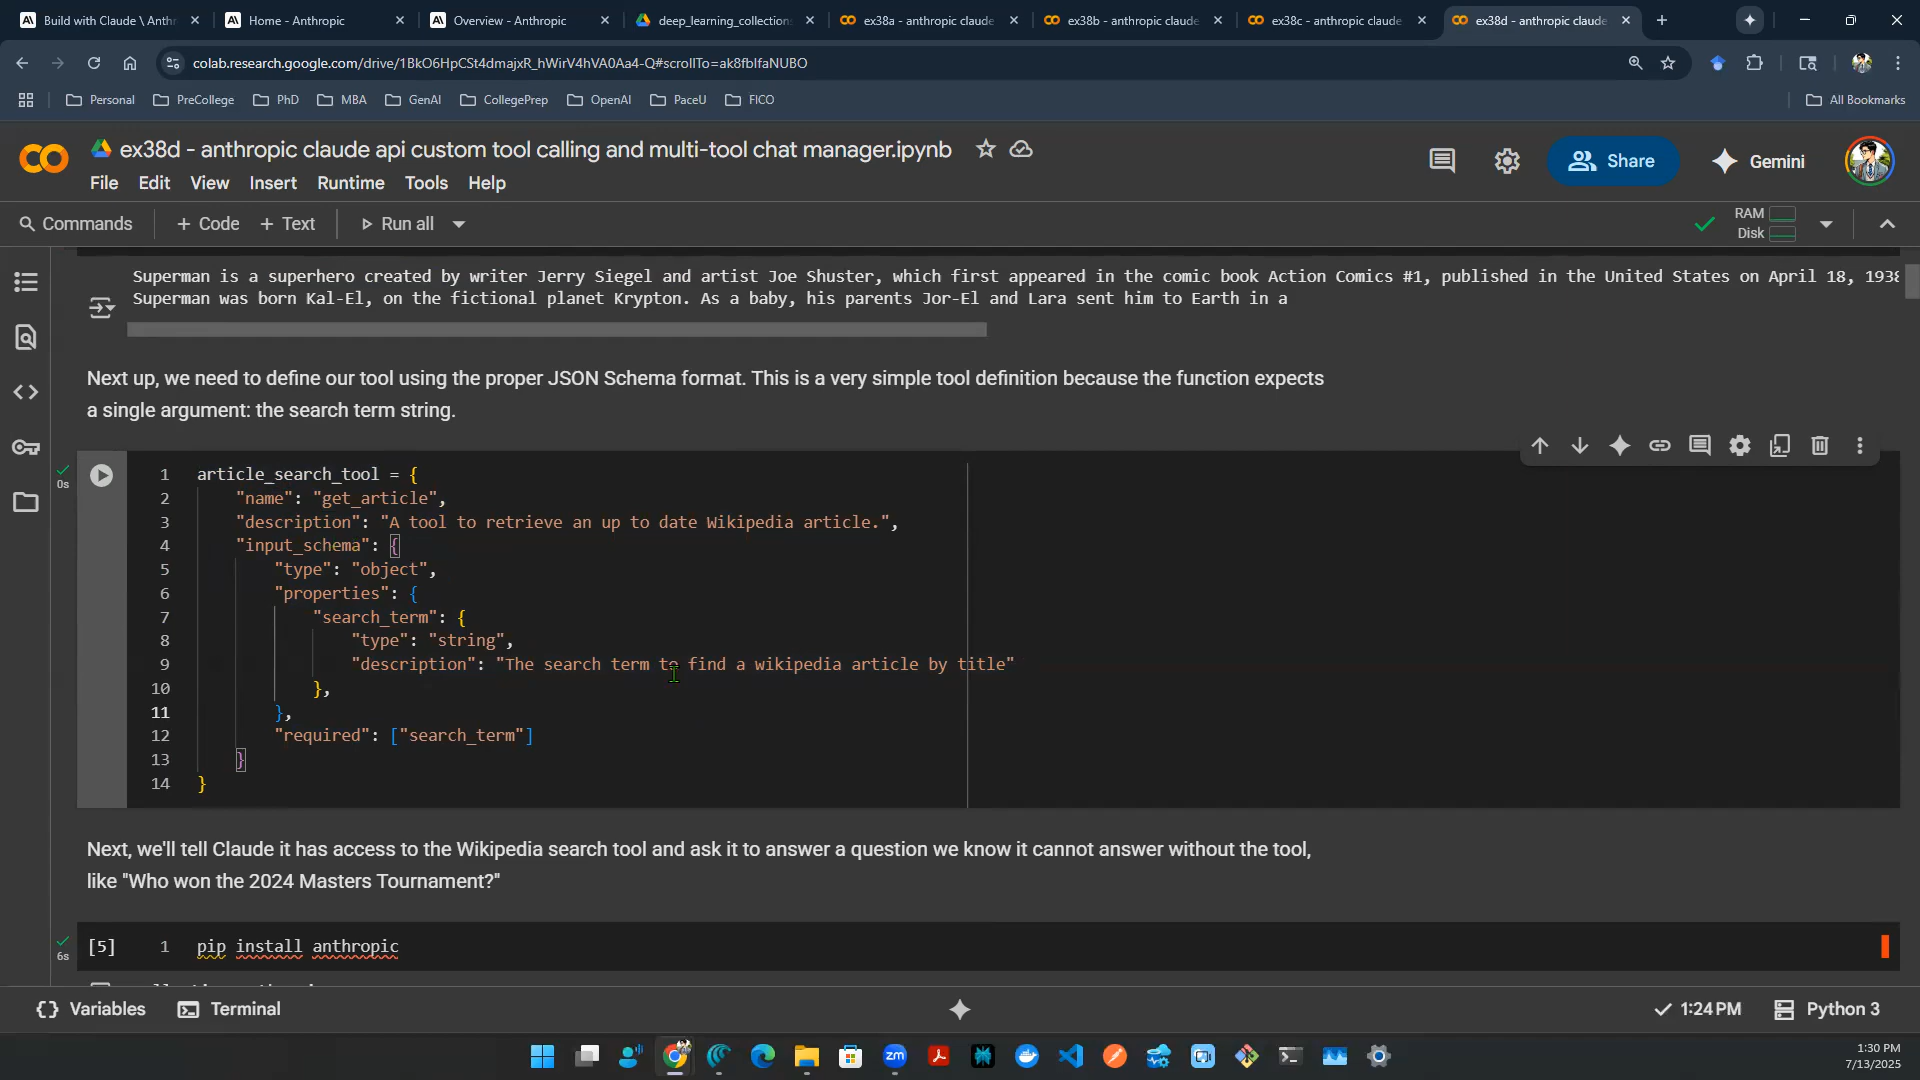 Build with Claude \ Anthr
Home - Anthropic
Overview - Anthropic
deep_learning_collections
ex38a - anthropic claude
ex38b - anthropic claude
ex38c - anthropic claude
ex38d - anthropic claude
colab.research.google.com/drive/1BkO6HpCSt4dmajxR_hWirV4hVA0Aa4-Q#scrollTo=ak8fbIfaNUBO
Personal
PreCollege
PhD
MBA
GenAI
CollegePrep
OpenAI
PaceU
FICO
All Bookmarks
ex38d - anthropic claude api custom tool calling and multi-tool chat manager.ipynb
Share
Gemini
File Edit View Insert Runtime Tools Help
Commands + Code + Text Run all
RAM
Disk
Superman is a superhero created by writer Jerry Siegel and artist Joe Shuster, which first appeared in the comic book Action Comics #1, published in the United States on April 18, 1938
Superman was born Kal-El, on the fictional planet Krypton. As a baby, his parents Jor-El and Lara sent him to Earth in a
Next up, we need to define our tool using the proper JSON Schema format. This is a very simple tool definition because the function expects
a single argument: the search term string.
0s
1 article_search_tool = {
2 "name": "get_article",
3 "description": "A tool to retrieve an up to date Wikipedia article.",
4 "input_schema": {
5 "type": "object",
6 "properties": {
7 "search_term": {
8 "type": "string",
9 "description": "The search term to find a wikipedia article by title"
10 },
11 },
12 "required": ["search_term"]
13 }
14 }
Next, we'll tell Claude it has access to the Wikipedia search tool and ask it to answer a question we know it cannot answer without the tool,
like "Who won the 2024 Masters Tournament?"
6s
[5] 1 pip install anthropic
{} Variables Terminal
1:24 PM Python 3
zm
1:30 PM
7/13/2025